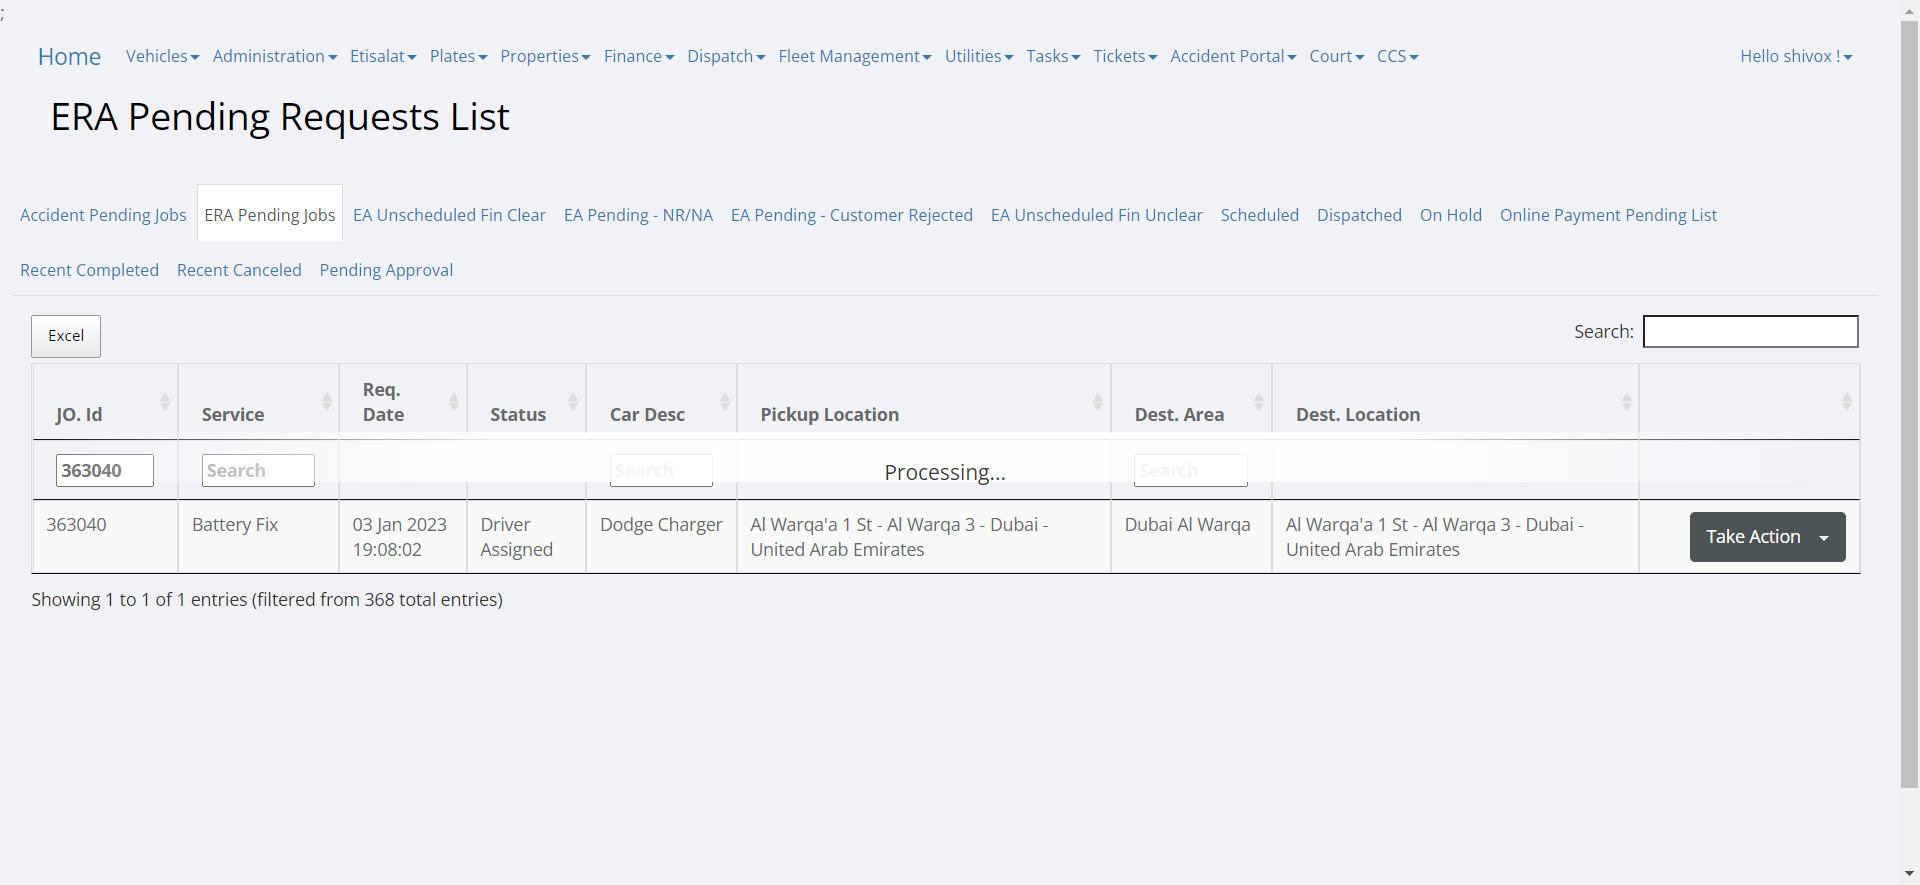 ;
Home Vehicles Administration Etisalat Plates Properties Finance Dispatch Fleet Management Utilities Tasks Tickets Accident Portal Court CCS Hello shivox !
ERA Pending Requests List
Accident Pending Jobs ERA Pending Jobs EA Unscheduled Fin Clear EA Pending - NR/NA EA Pending - Customer Rejected EA Unscheduled Fin Unclear Scheduled Dispatched On Hold Online Payment Pending List
Recent Completed Recent Canceled Pending Approval
Excel Search:
JO. Id Service Req. Date Status Car Desc Pickup Location Dest. Area Dest. Location
363040 Search Search Processing... Search
363040 Battery Fix 03 Jan 2023 Driver Dodge Charger Al Warqa'a 1 St - Al Warqa 3 - Dubai - Dubai Al Warqa Al Warqa'a 1 St - Al Warqa 3 - Dubai - Take Action
19:08:02 Assigned United Arab Emirates United Arab Emirates
Showing 1 to 1 of 1 entries (filtered from 368 total entries)